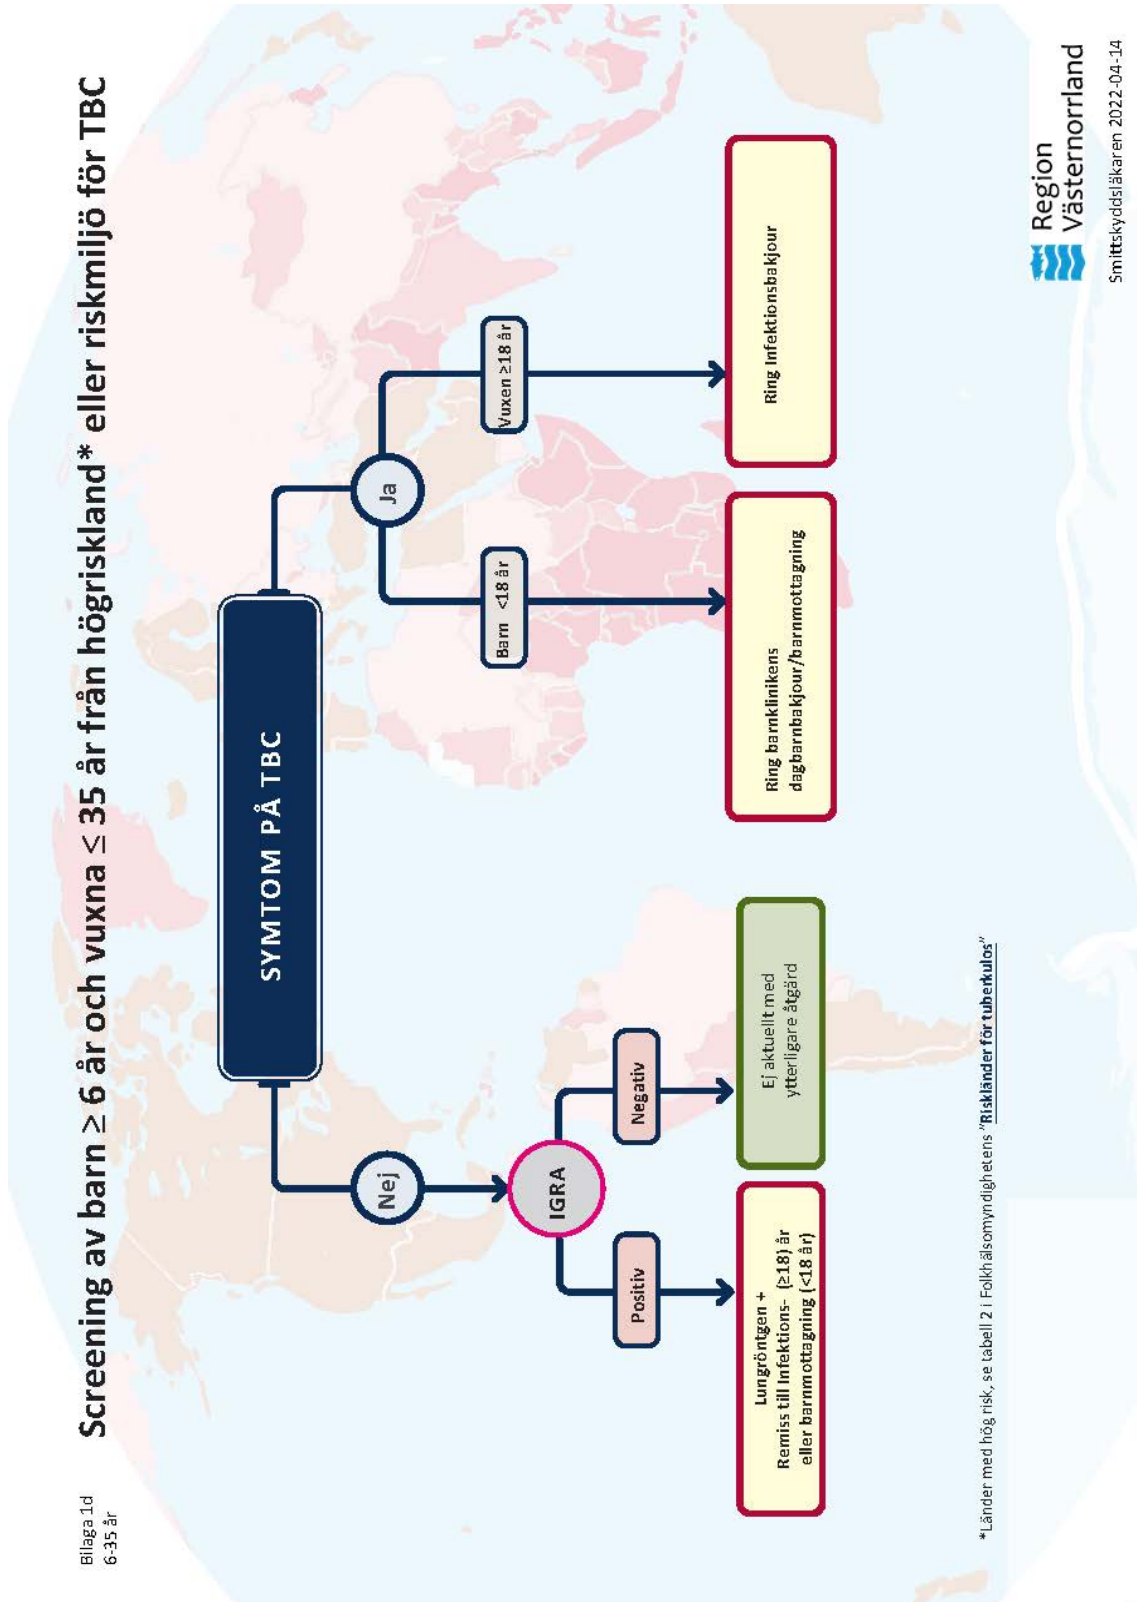 Bilaga 1d
6-35 år
Screening av barn ≥ 6 år och vuxna ≤ 35 år från högriskland* eller riskmiljö för TBC
SYMTOM PÅ TBC
Nej
Ja
IGRA
Positiv
Negativ
Barn <18 år
Vuxen ≥18 år
Lungröntgen +
Remiss till Infektions- (≥18) år
eller barnmottagning (<18 år)
Ej aktuellt med
ytterligare åtgärd
Ring barnklinikens
dagbarnbakjour/barnmottagning
Ring Infektionsbakjour
*Länder med hög risk, se tabell 2 i Folkhälsomyndighetens "Riskländer för tuberkulos"
Region
Västernorrland
Smittskyddsläkaren 2022-04-14